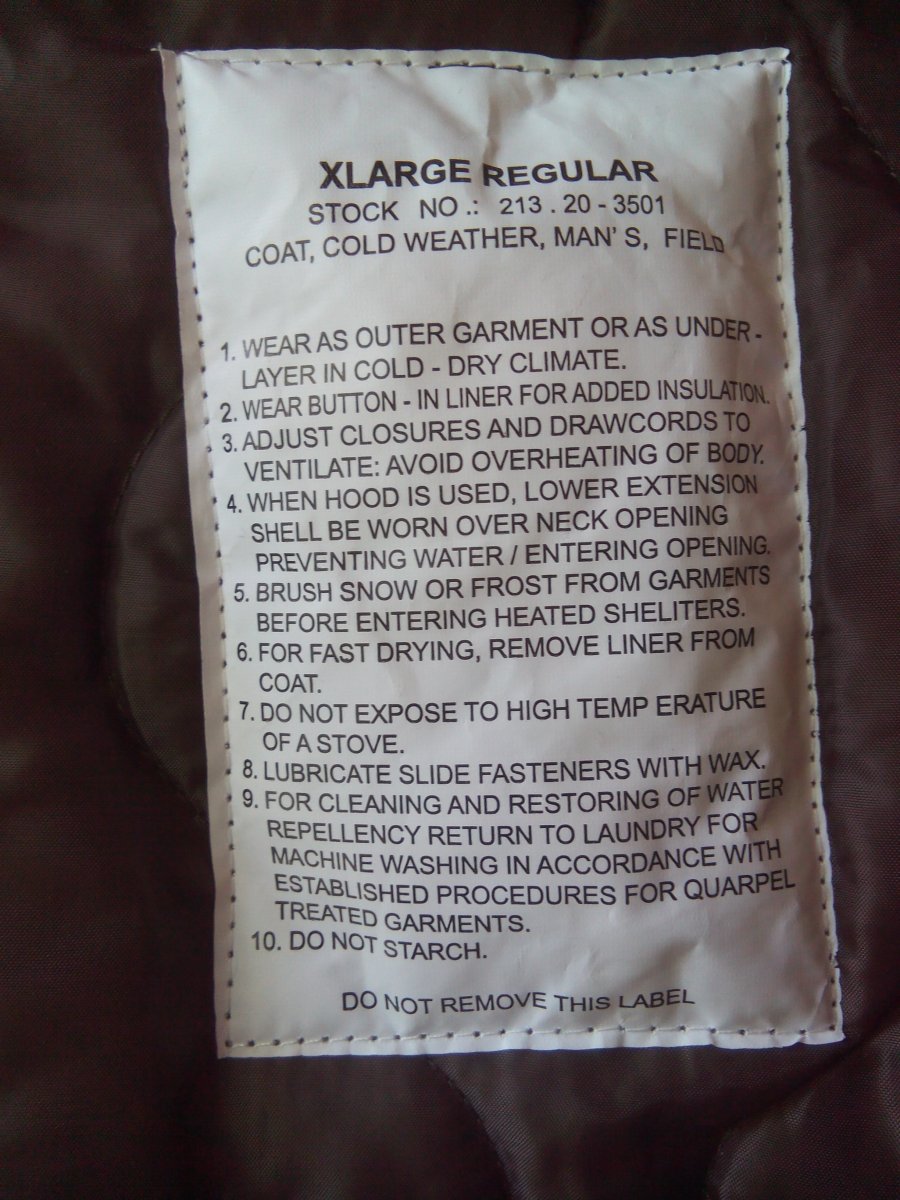 XLARGE REGULAR
STOCK NO .: 213 . 20 - 3501
COAT, COLD WEATHER, MAN' S, FIELD
1. WEAR AS OUTER GARMENT OR AS UNDER -
LAYER IN COLD - DRY CLIMATE.
2. WEAR BUTTON - IN LINER FOR ADDED INSULATION.
3. ADJUST CLOSURES AND DRAWCORDS TO
VENTILATE: AVOID OVERHEATING OF BODY.
4. WHEN HOOD IS USED, LOWER EXTENSION
SHELL BE WORN OVER NECK OPENING
PREVENTING WATER / ENTERING OPENING.
5. BRUSH SNOW OR FROST FROM GARMENTS
BEFORE ENTERING HEATED SHELITERS.
6. FOR FAST DRYING, REMOVE LINER FROM
COAT.
7. DO NOT EXPOSE TO HIGH TEMP ERATURE
OF A STOVE.
8. LUBRICATE SLIDE FASTENERS WITH WAX.
9. FOR CLEANING AND RESTORING OF WATER
REPELLENCY RETURN TO LAUNDRY FOR
MACHINE WASHING IN ACCORDANCE WITH
ESTABLISHED PROCEDURES FOR QUARPEL
TREATED GARMENTS.
10. DO NOT STARCH.
DO NOT REMOVE THIS LABEL